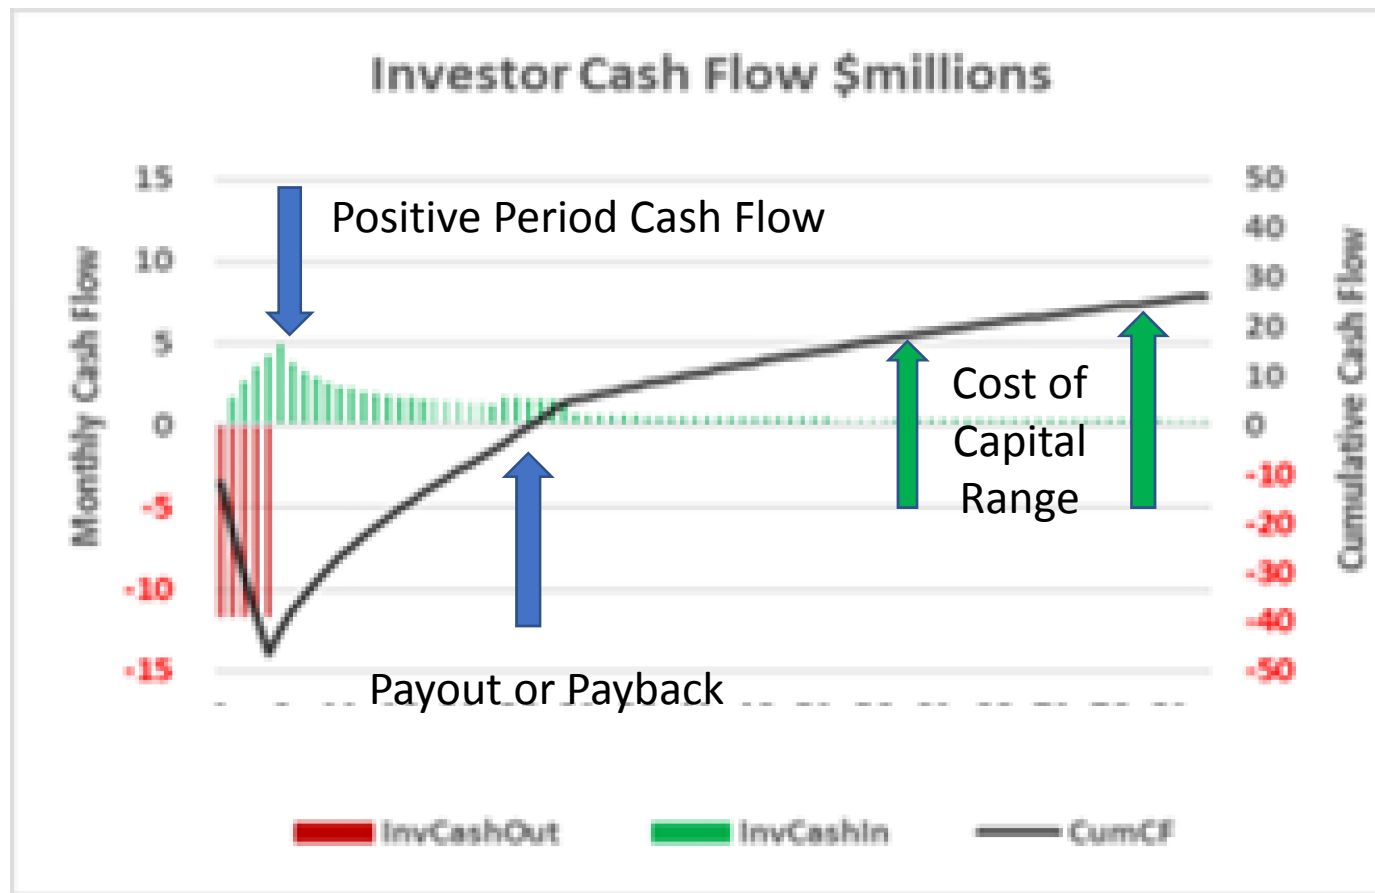 Investor Cash Flow $millions
15
10
5
0
-5
-10
-15
Monthly Cash Flow
Positive Period Cash Flow
Cost of
Capital
Range
Payout or Payback
50
40
30
20
10
0
-10
-20
-30
-40
-50
Cumulative Cash Flow
InvCashOut
InvCashIn
CumCF